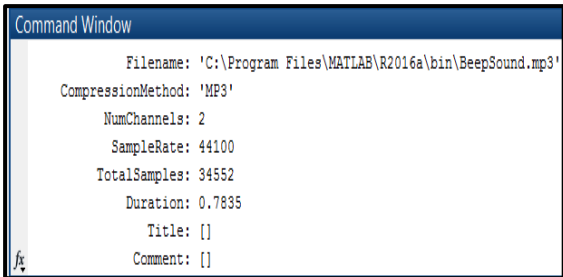 Command Window
Filename: 'C:\Program Files\MATLAB\R2016a\bin\BeepSound.mp3'
CompressionMethod: 'MP3'
NumChannels: 2
SampleRate: 44100
TotalSamples: 34552
Duration: 0.7835
Title: []
fx Comment: []